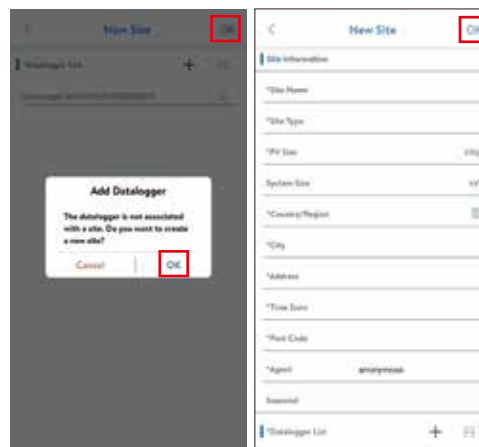 New Site
OK
Datalogger List
Add Datalogger
The datalogger is not associated
with a site. Do you want to create
a new site?
Cancel
OK
New Site
OK
Site Information
*Site Name
*Site Type
*PV Size
System Size
*Country/Region
*City
*Address
*Time Zone
*Post Code
*Agent
anonymous
*Datalogger List